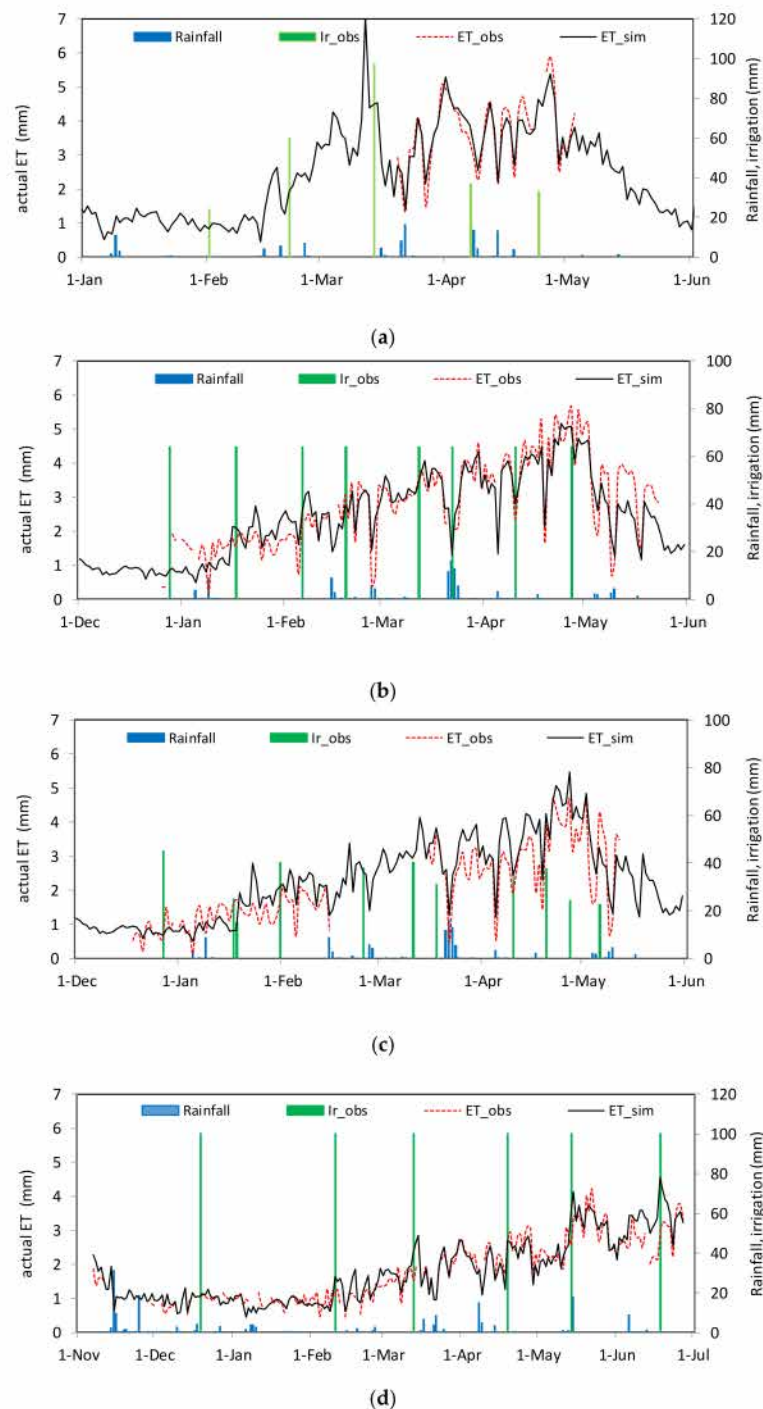 Rainfall Ir_obs ET_obs ET_sim
7 120
6 100
5 80
4
3 60
2 40
1 20
0 0
actual ET (mm)
Rainfall, irrigation (mm)
1-Jan 1-Feb 1-Mar 1-Apr 1-May 1-Jun
(a)
Rainfall Ir_obs ET_obs ET_sim
7 100
6 80
5
4 60
3 40
2
1 20
0 0
actual ET (mm)
Rainfall, irrigation (mm)
1-Dec 1-Jan 1-Feb 1-Mar 1-Apr 1-May 1-Jun
(b)
Rainfall Ir_obs ET_obs ET_sim
7 100
6 80
5
4 60
3 40
2
1 20
0 0
actual ET (mm)
Rainfall, irrigation (mm)
1-Dec 1-Jan 1-Feb 1-Mar 1-Apr 1-May 1-Jun
(c)
Rainfall Ir_obs ET_obs ET_sim
7 120
6 100
5 80
4
3 60
2 40
1 20
0 0
actual ET (mm)
Rainfall, irrigation (mm)
1-Nov 1-Dec 1-Jan 1-Feb 1-Mar 1-Apr 1-May 1-Jun 1-Jul
(d)